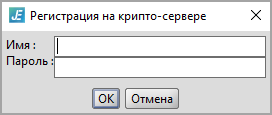 Регистрация на крипто-сервере
Имя :
Пароль :
OK Отмена